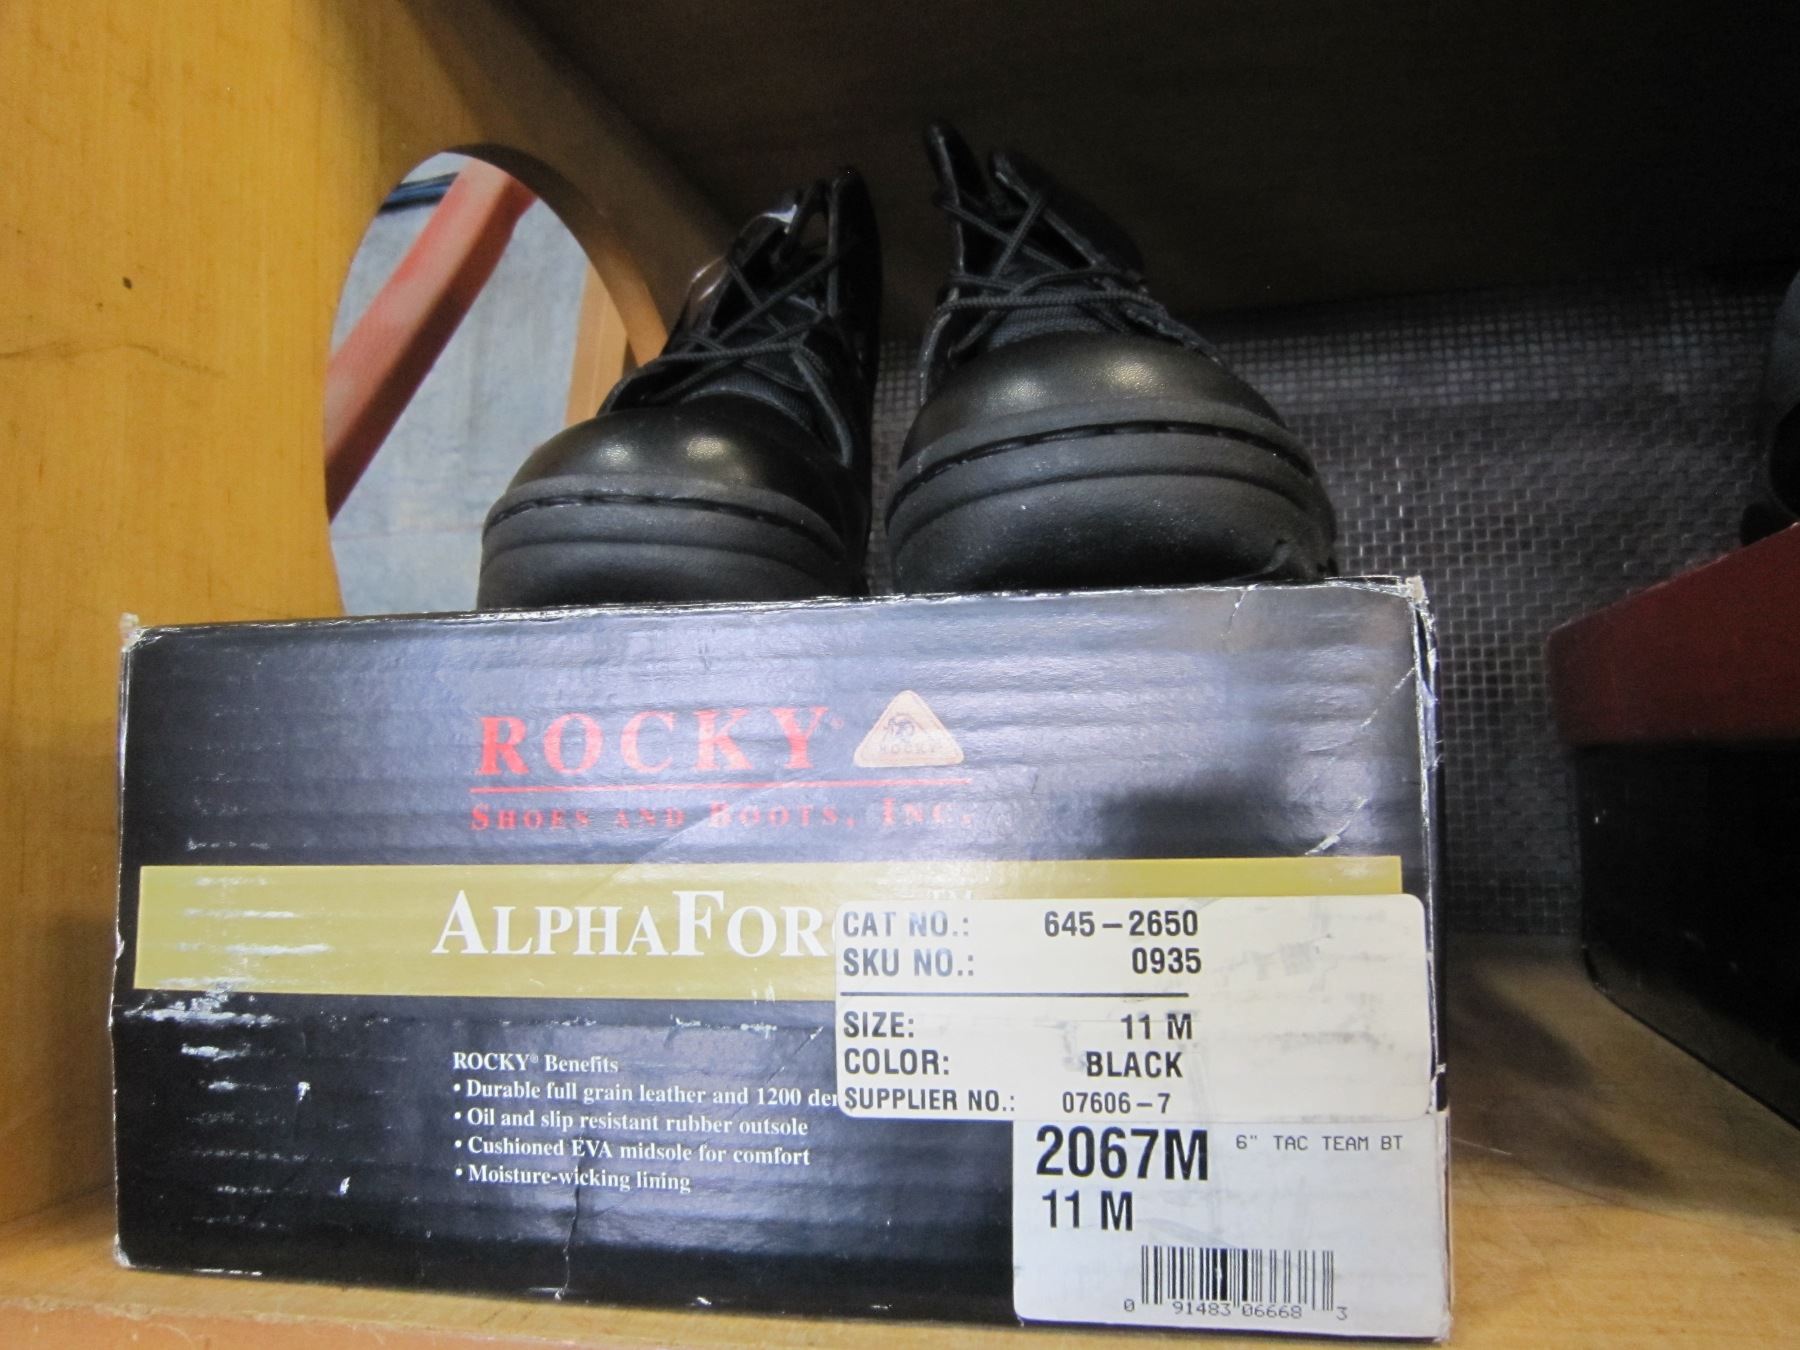 ROCKY®
ROCKY
SHOES AND BOOTS, INC.
ALPHAFOR
CAT NO.: 645-2650
SKU NO.: 0935
SIZE: 11 M
COLOR: BLACK
SUPPLIER NO.: 07606-7
ROCKY® Benefits
• Durable full grain leather and 1200 den
• Oil and slip resistant rubber outsole
• Cushioned EVA midsole for comfort
• Moisture-wicking lining
2067M 6" TAC TEAM BT
11 M
0 91483 06668 3